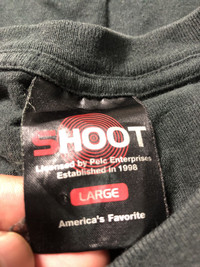 SHOOT
Licensed by Pelc Enterprises
Established in 1998
LARGE
America's Favorite